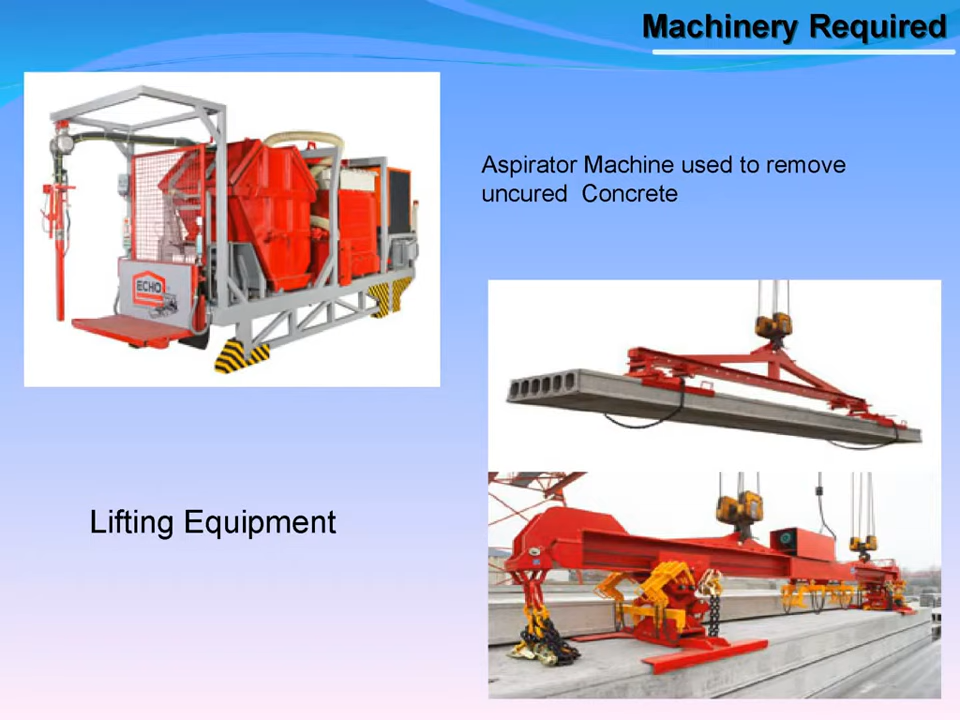 Machinery Required
Aspirator Machine used to remove
uncured Concrete
ECHO
Lifting Equipment